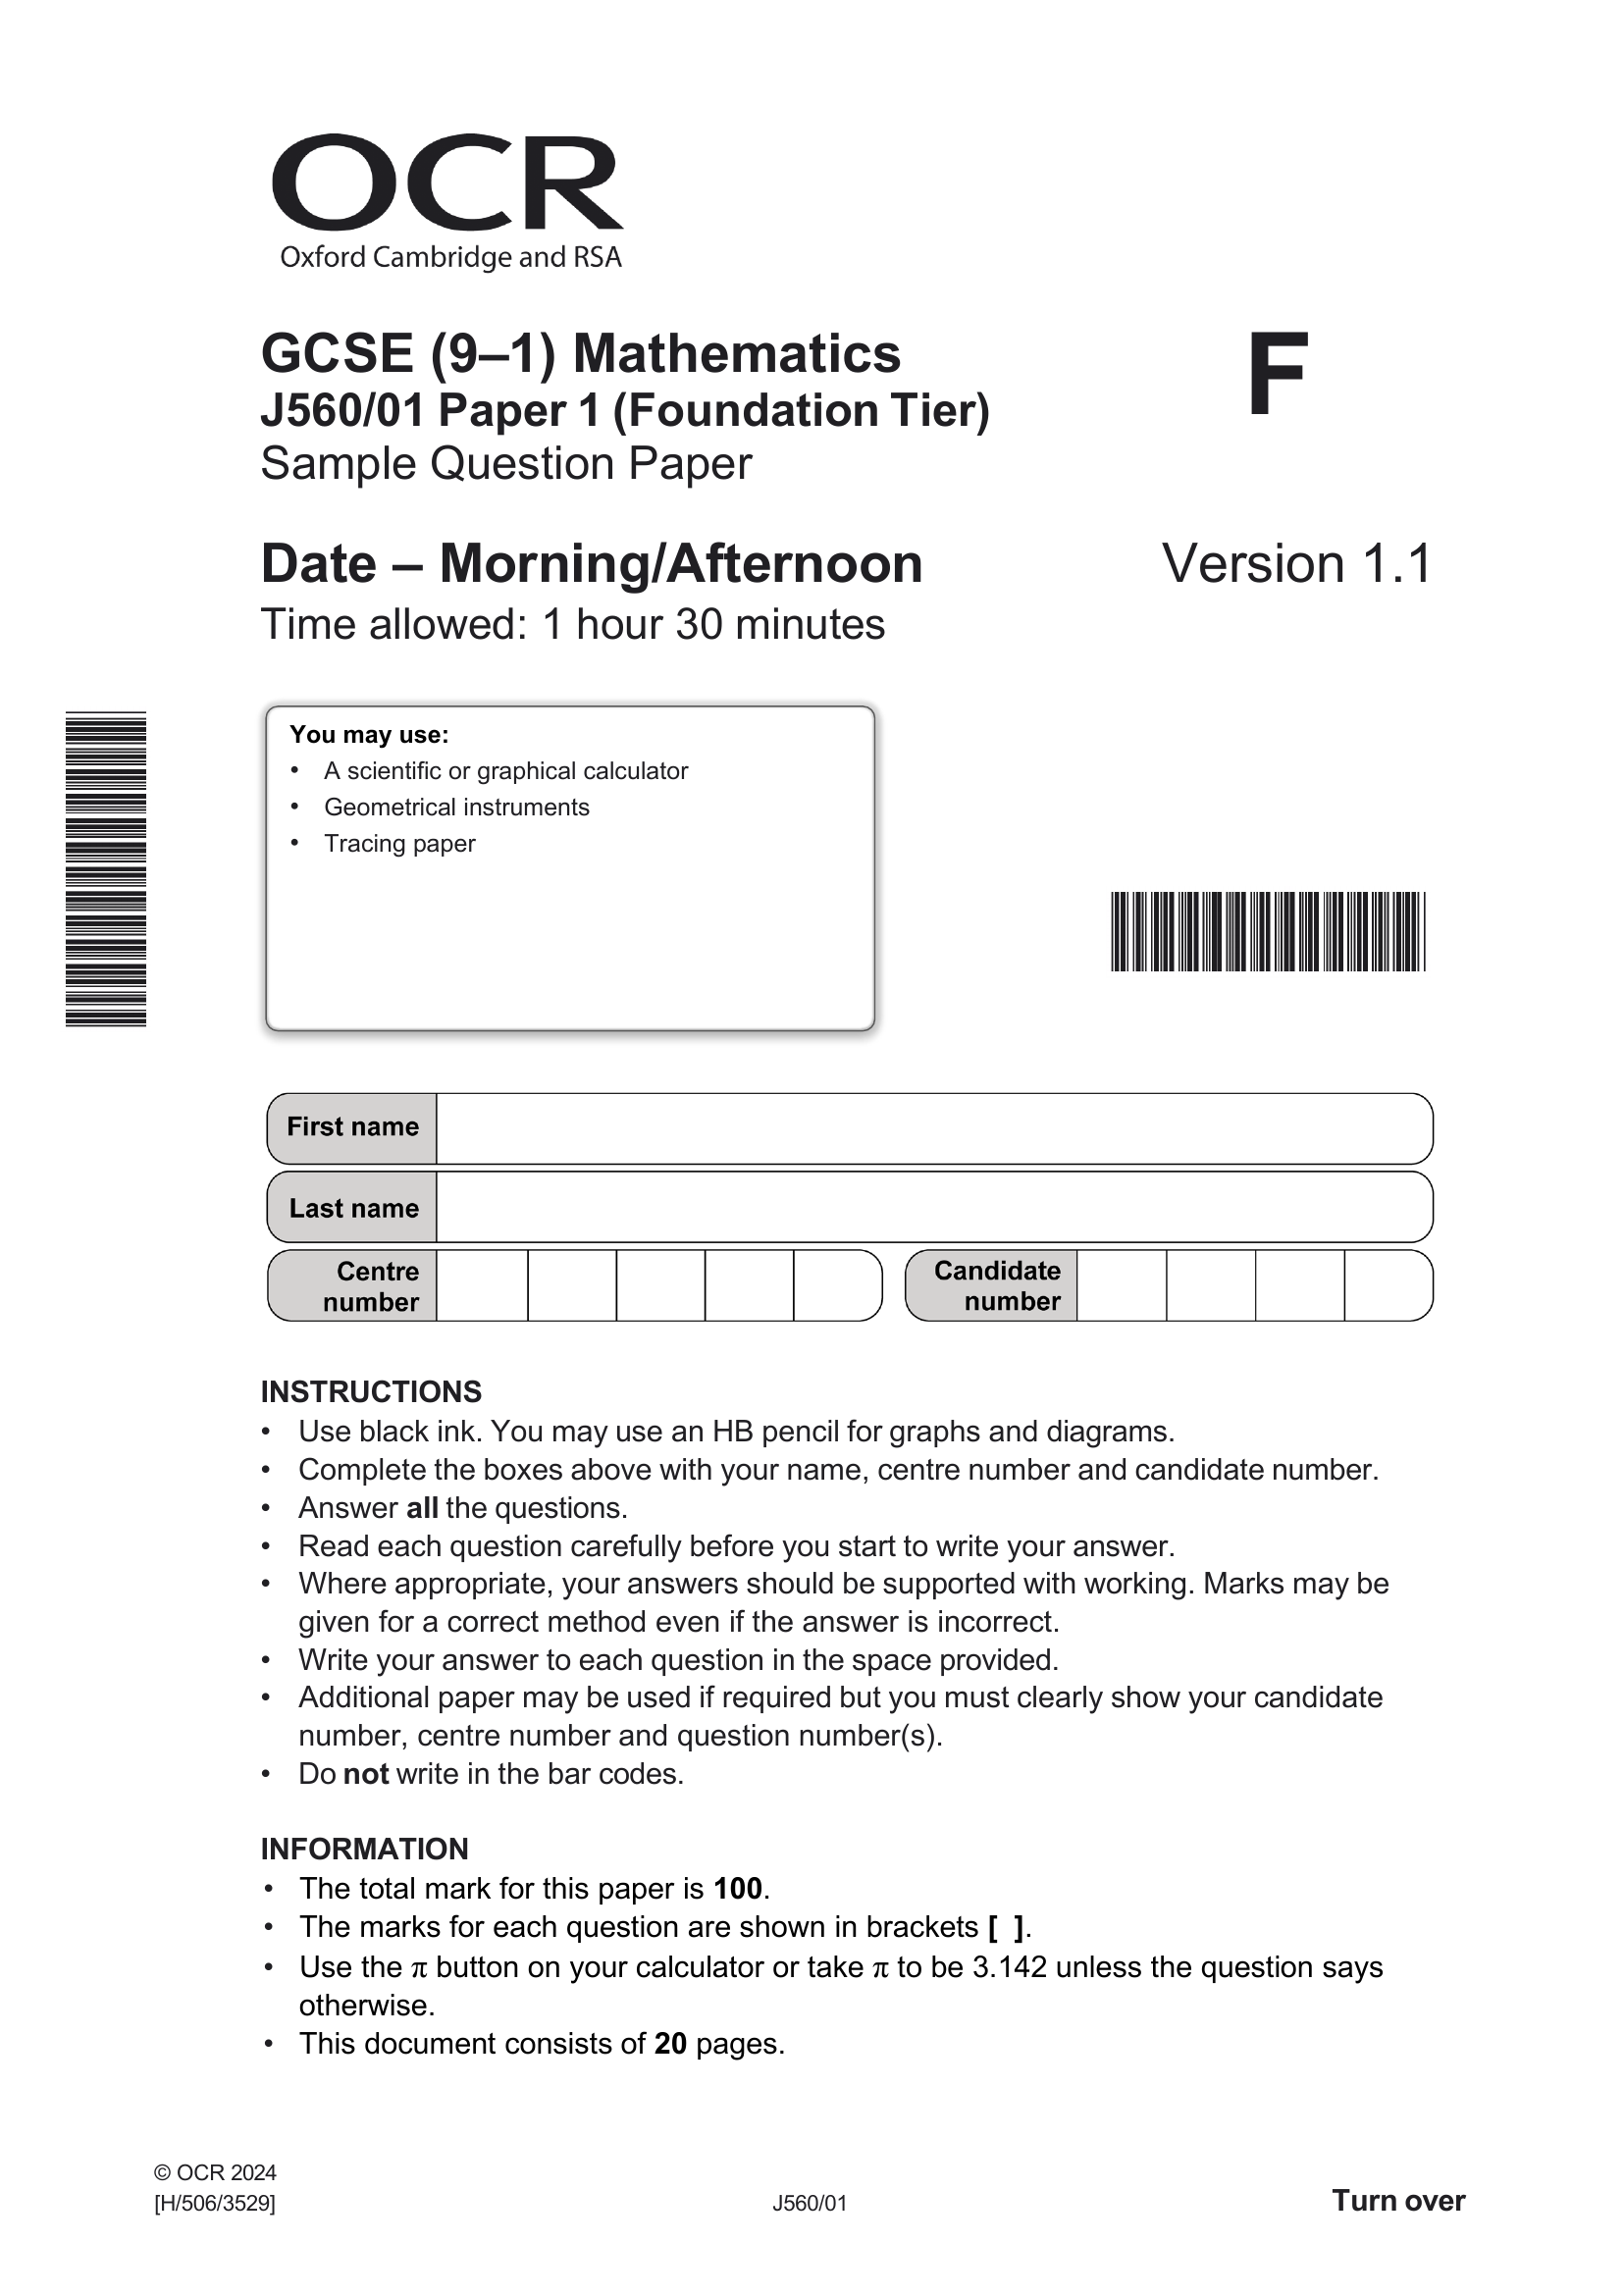 OCR
Oxford Cambridge and RSA
GCSE (9–1) Mathematics
F
J560/01 Paper 1 (Foundation Tier)
Sample Question Paper
Date – Morning/Afternoon
Version 1.1
Time allowed: 1 hour 30 minutes
You may use:
• A scientific or graphical calculator
• Geometrical instruments
• Tracing paper
First name
Last name
Centre
number
Candidate
number
INSTRUCTIONS
• Use black ink. You may use an HB pencil for graphs and diagrams.
• Complete the boxes above with your name, centre number and candidate number.
• Answer all the questions.
• Read each question carefully before you start to write your answer.
• Where appropriate, your answers should be supported with working. Marks may be
given for a correct method even if the answer is incorrect.
• Write your answer to each question in the space provided.
• Additional paper may be used if required but you must clearly show your candidate
number, centre number and question number(s).
• Do not write in the bar codes.
INFORMATION
• The total mark for this paper is 100.
• The marks for each question are shown in brackets [ ].
• Use the π button on your calculator or take π to be 3.142 unless the question says
otherwise.
• This document consists of 20 pages.
© OCR 2024
[H/506/3529]
J560/01
Turn over